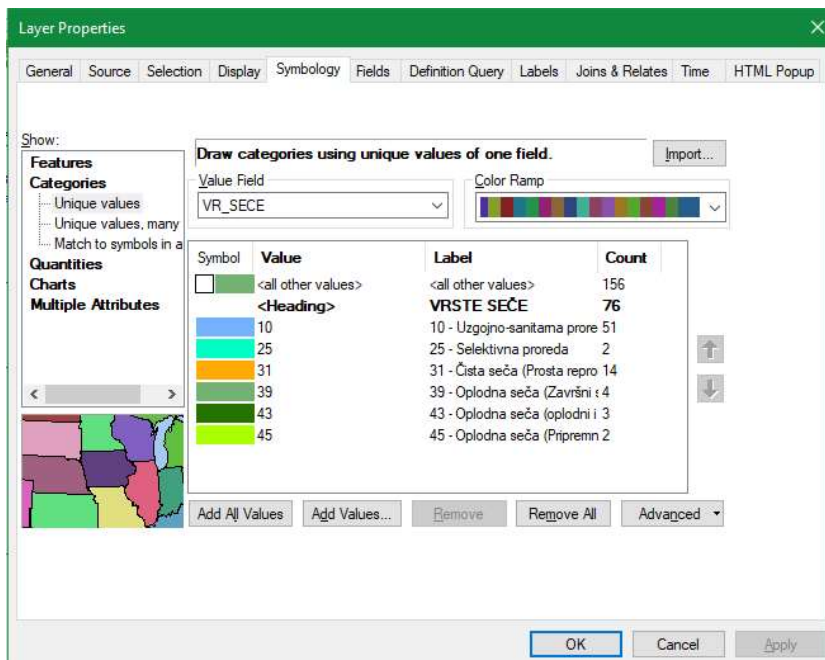 Layer Properties
General Source Selection Display Symbology Fields Definition Query Labels Joins & Relates Time HTML Popup
Show:
Features
Categories
Unique values
Unique values, many
Match to symbols in a
Quantities
Charts
Multiple Attributes
Draw categories using unique values of one field.
Import...
Value Field
VR_SECE
Color Ramp
Symbol Value Label Count
<all other values> <all other values> 156
<Heading> VRSTE SEČE 76
10 10 - Uzgojno-sanitarna prore 51
25 25 - Selektivna proreda 2
31 31 - Čista seča (Prosta repro 14
39 39 - Oplodna seča (Završni s 4
43 43 - Oplodna seča (oplodni i 3
45 45 - Oplodna seča (Pripremn 2
Add All Values Add Values... Remove Remove All Advanced
OK Cancel Apply